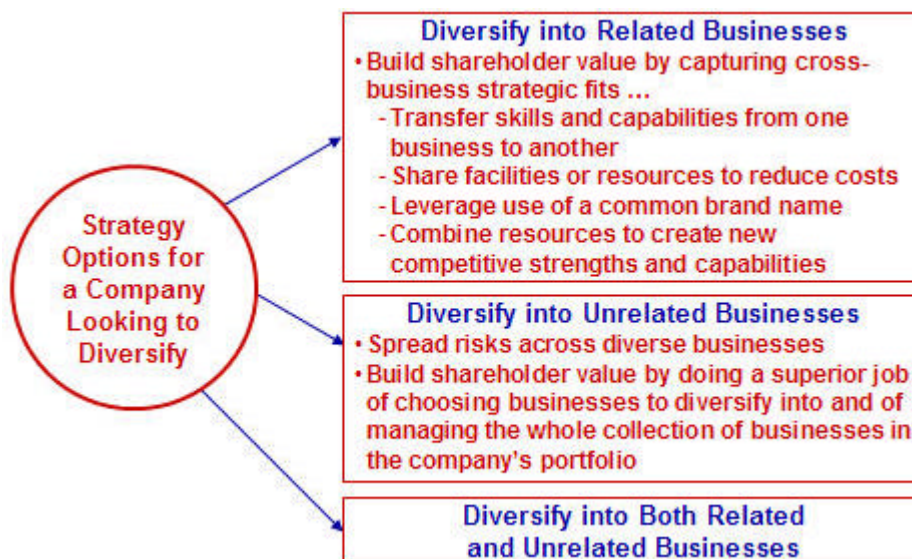 Strategy
Options for
a Company
Looking to
Diversify
Diversify into Related Businesses
• Build shareholder value by capturing cross-
business strategic fits …
- Transfer skills and capabilities from one
business to another
- Share facilities or resources to reduce costs
- Leverage use of a common brand name
- Combine resources to create new
competitive strengths and capabilities
Diversify into Unrelated Businesses
• Spread risks across diverse businesses
• Build shareholder value by doing a superior job
of choosing businesses to diversify into and of
managing the whole collection of businesses in
the company's portfolio
Diversify into Both Related
and Unrelated Businesses